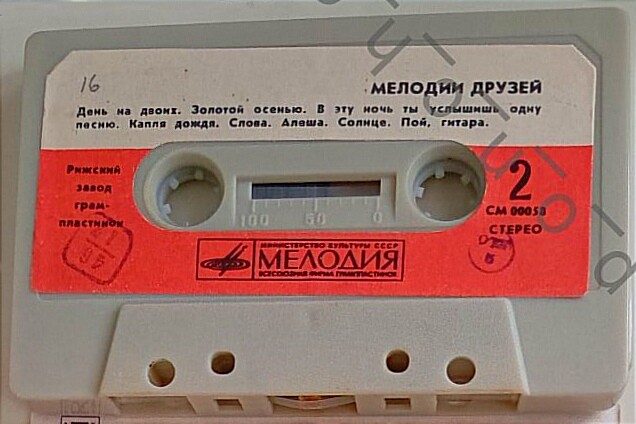 16
МЕЛОДИИ ДРУЗЕЙ
День на двоих. Золотой осенью. В эту ночь ты услышишь одну
песню. Капля дождя. Слова. Алеша. Солнце. Пой, гитара.
Рижский
завод
грам-
пластинок
2
СМ 00058
СТЕРЕО
100 50 0
МИНИСТЕРСТВО КУЛЬТУРЫ СССР
МЕЛОДИЯ
ВСЕСОЮЗНАЯ ФИРМА ГРАМПЛАСТИНОК